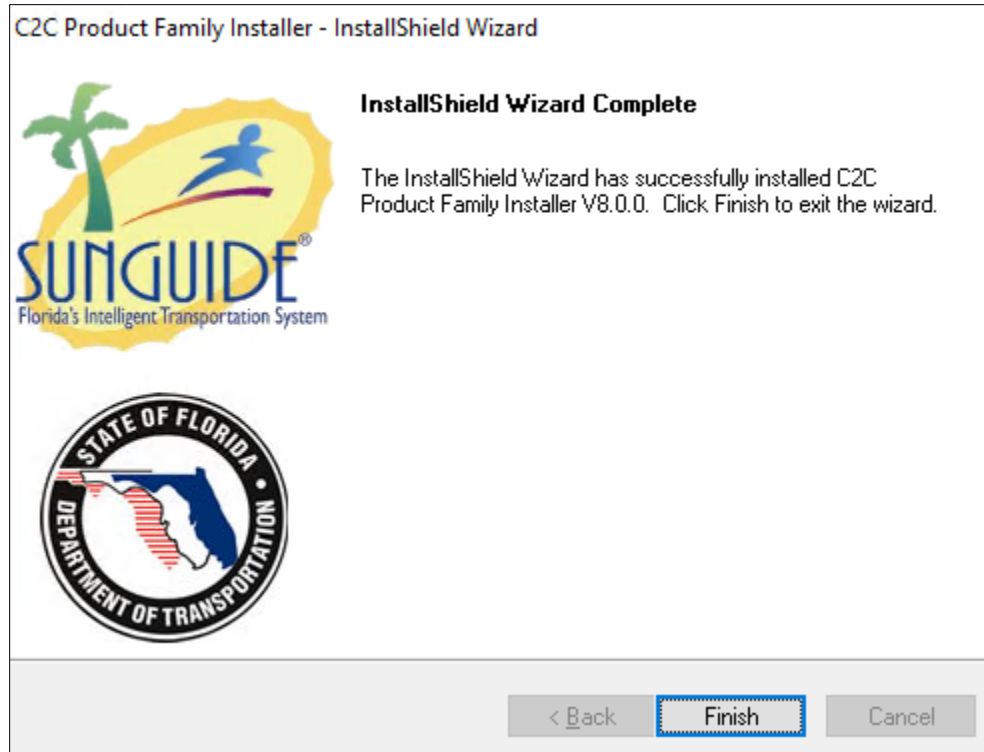 C2C Product Family Installer - InstallShield Wizard
InstallShield Wizard Complete
The InstallShield Wizard has successfully installed C2C
Product Family Installer V8.0.0.  Click Finish to exit the wizard.
SUNGUIDE®
Florida's Intelligent Transportation System
STATE OF FLORIDA •
DEPARTMENT OF TRANSPORTATION
< Back
Finish
Cancel